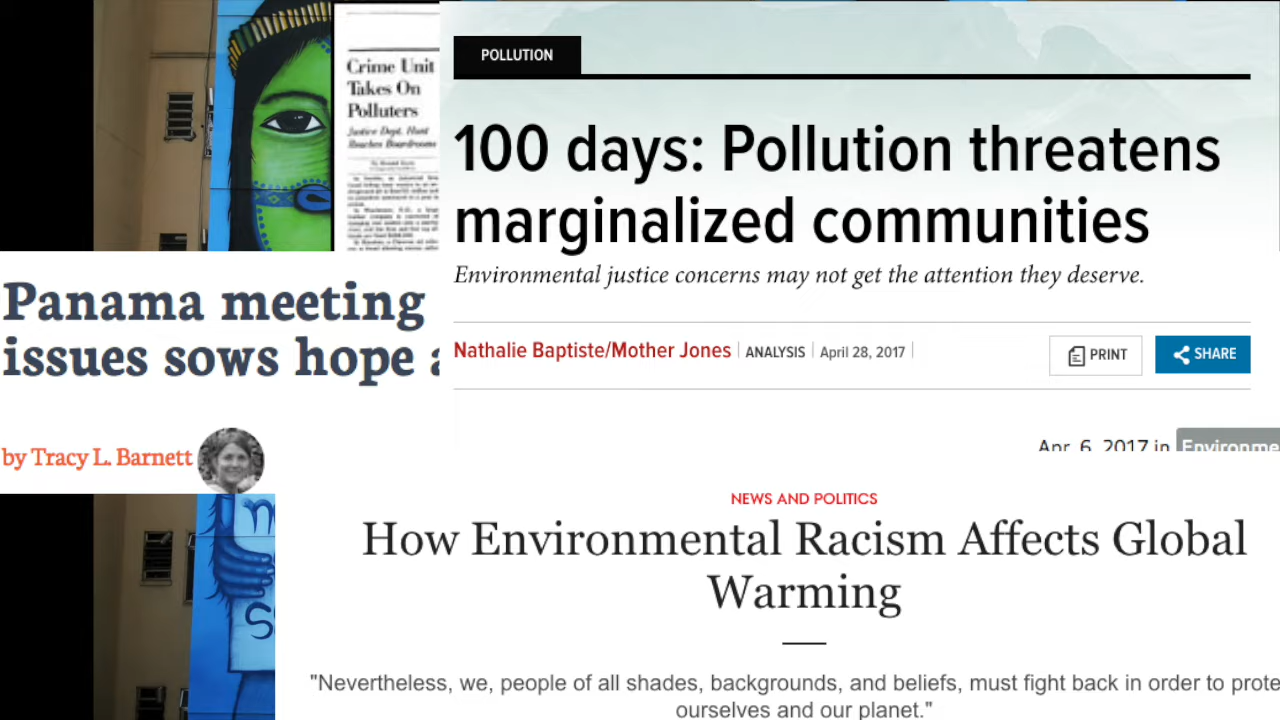 Crime Unit
Takes On
Polluters
Justice Dept. Hunt
Reaches Boardrooms
POLLUTION
100 days: Pollution threatens
marginalized communities
Environmental justice concerns may not get the attention they deserve.
Nathalie Baptiste/Mother Jones
ANALYSIS
April 28, 2017
PRINT
SHARE
Panama meeting
issues sows hope a
by Tracy L. Barnett
Apr. 6, 2017 in Environme
NEWS AND POLITICS
How Environmental Racism Affects Global
Warming
"Nevertheless, we, people of all shades, backgrounds, and beliefs, must fight back in order to prote
ourselves and our planet."